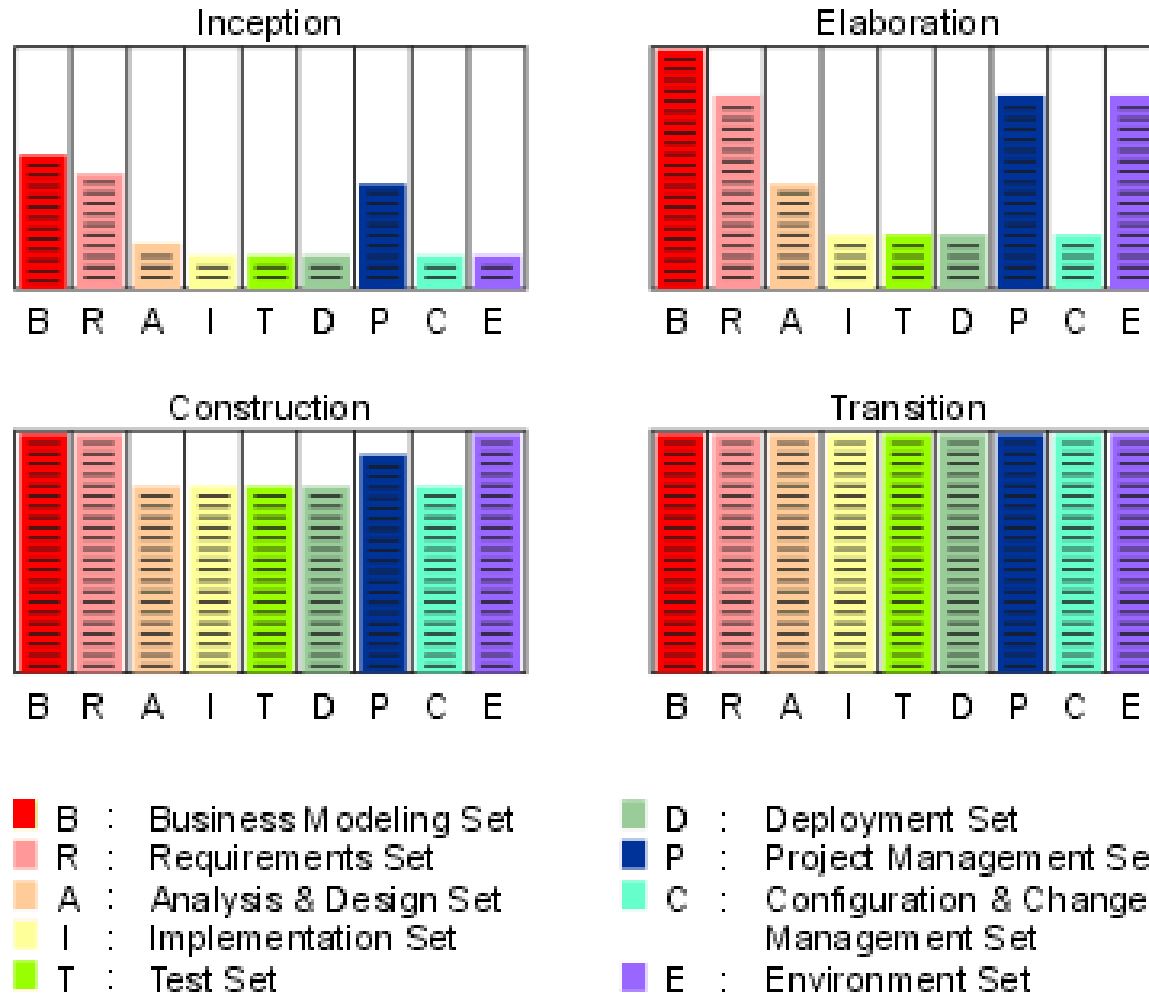 Inception
Elaboration
B R A I T D P C E
B R A I T D P C E
Construction
Transition
B R A I T D P C E
B R A I T D P C E
B : Business Modeling Set
R : Requirements Set
A : Analysis & Design Set
I : Implementation Set
T : Test Set
D : Deployment Set
P : Project Management Se
C : Configuration & Change
Management Set
E : Environment Set